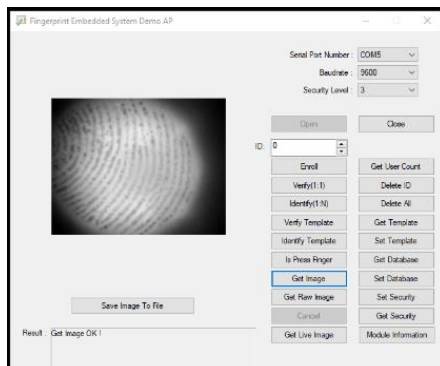 Fingerprint Embedded System Demo AP
Serial Port Number : COM5
Baudrate : 9600
Security Level : 3
Open Close
ID: 0
Enroll Get User Count
Verify(1:1) Delete ID
Identify(1:N) Delete All
Verify Template Get Template
Identify Template Set Template
Is Press Finger Get Database
Get Image Set Database
Get Raw Image Set Security
Cancel Get Security
Get Live Image Module Information
Save Image To File
Result : Get Image OK !